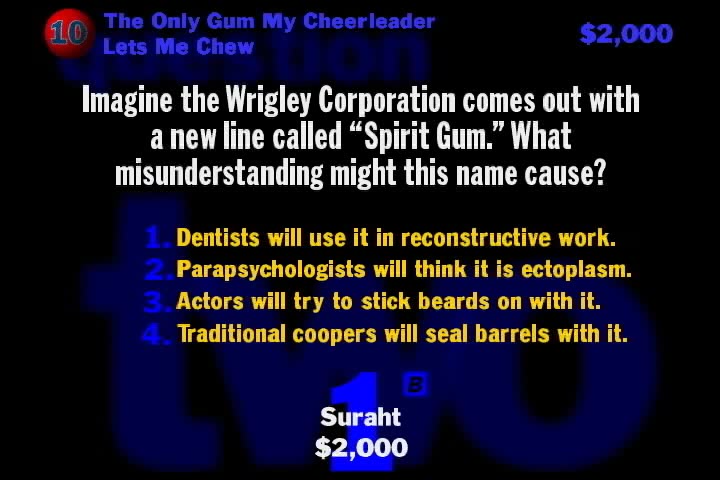 10
The Only Gum My Cheerleader
Lets Me Chew
$2,000
question
Imagine the Wrigley Corporation comes out with
a new line called “Spirit Gum.” What
misunderstanding might this name cause?
1. Dentists will use it in reconstructive work.
2. Parapsychologists will think it is ectoplasm.
3. Actors will try to stick beards on with it.
4. Traditional coopers will seal barrels with it.
two
1 B
Suraht
$2,000